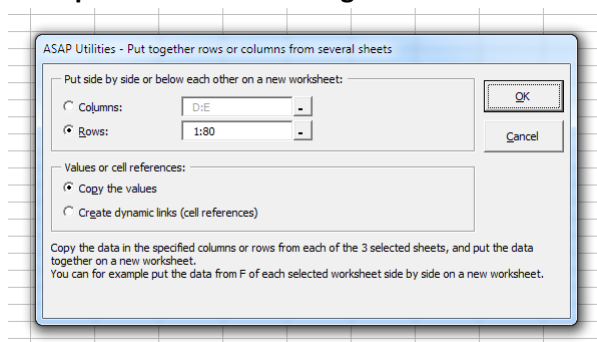 ASAP Utilities - Put together rows or columns from several sheets
Put side by side or below each other on a new worksheet:
Columns: D:E -
Rows: 1:80 -
OK
Cancel
Values or cell references:
Copy the values
Create dynamic links (cell references)
Copy the data in the specified columns or rows from each of the 3 selected sheets, and put the data
together on a new worksheet.
You can for example put the data from F of each selected worksheet side by side on a new worksheet.